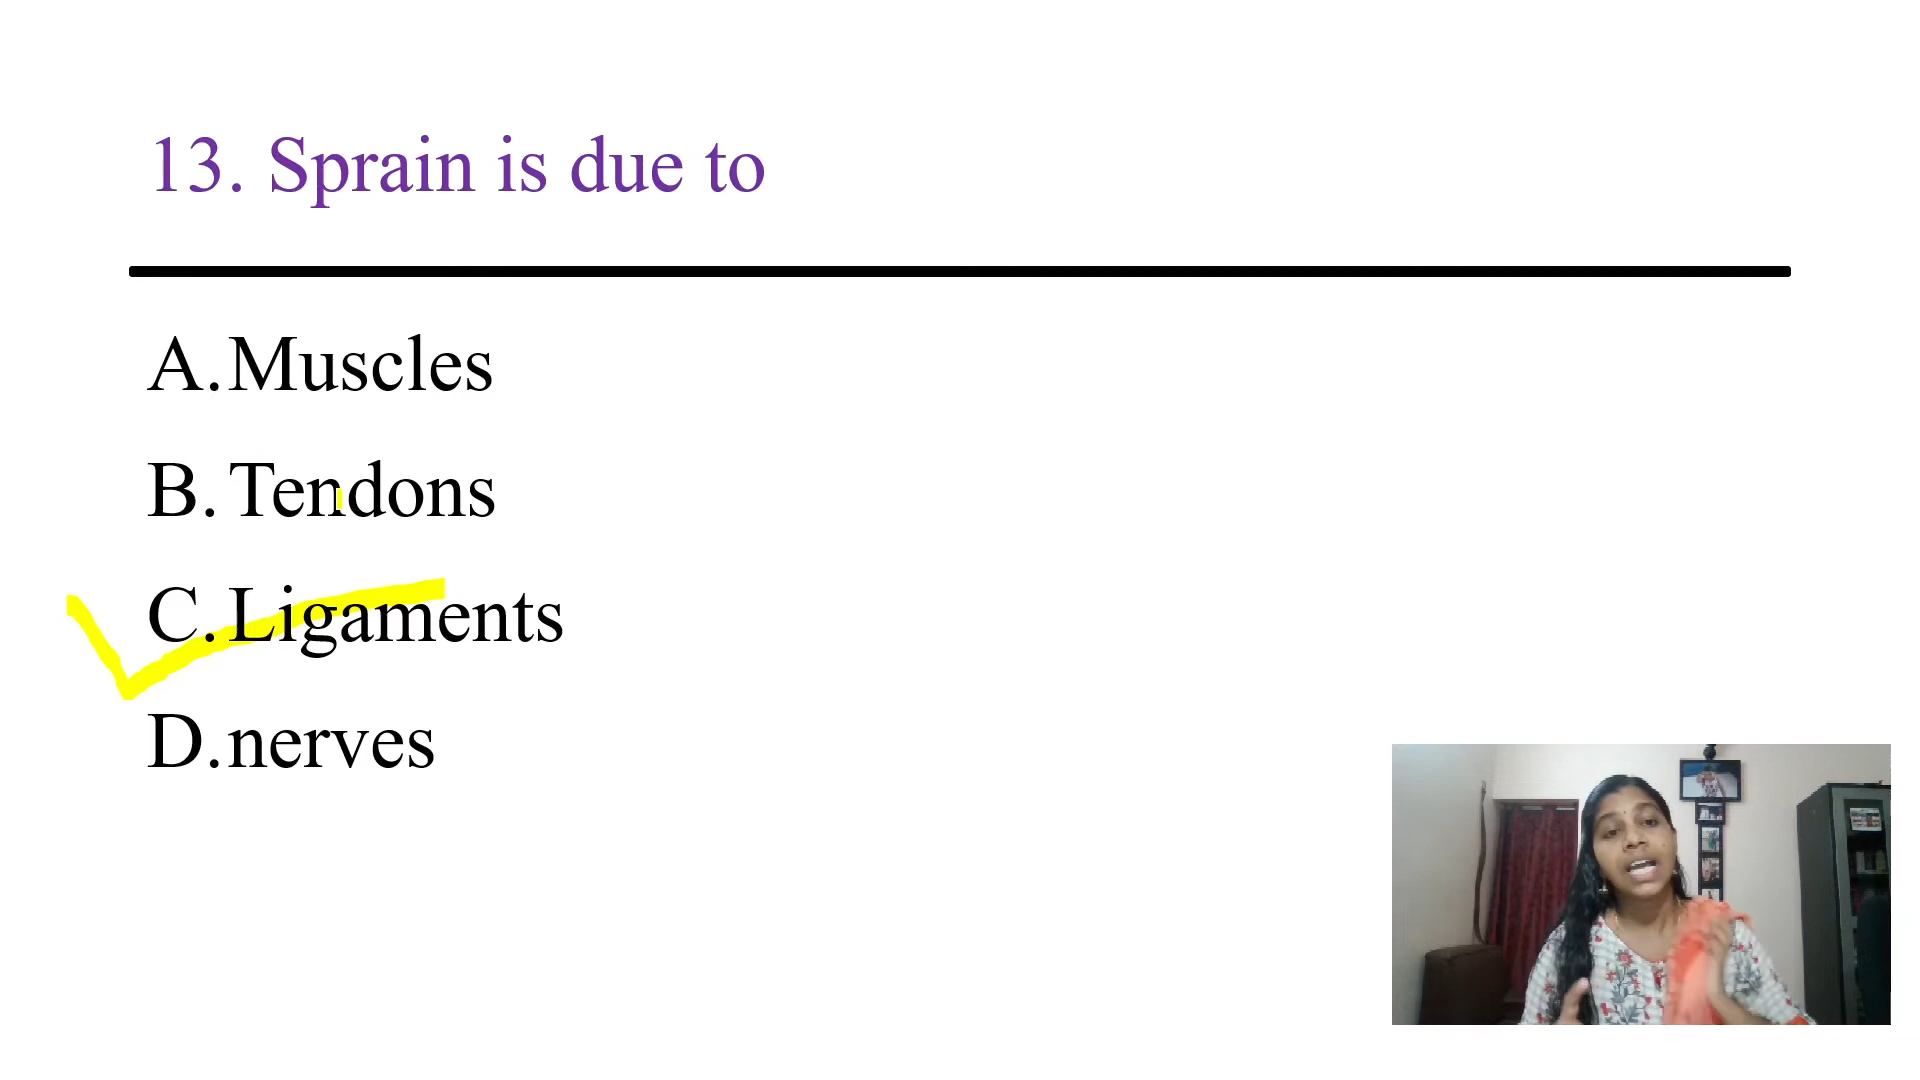 13. Sprain is due to
A. Muscles
B. Tendons
C. Ligaments
D. nerves